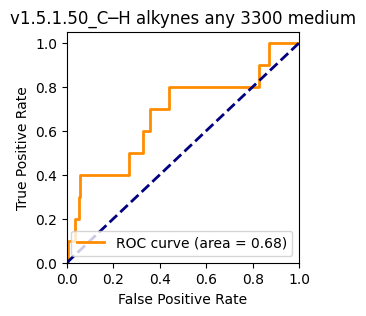 v1.5.1.50_C─H alkynes any 3300 medium
1.0
0.8
0.6
0.4
0.2
0.0
True Positive Rate
ROC curve (area = 0.68)
0.0 0.2 0.4 0.6 0.8 1.0
False Positive Rate